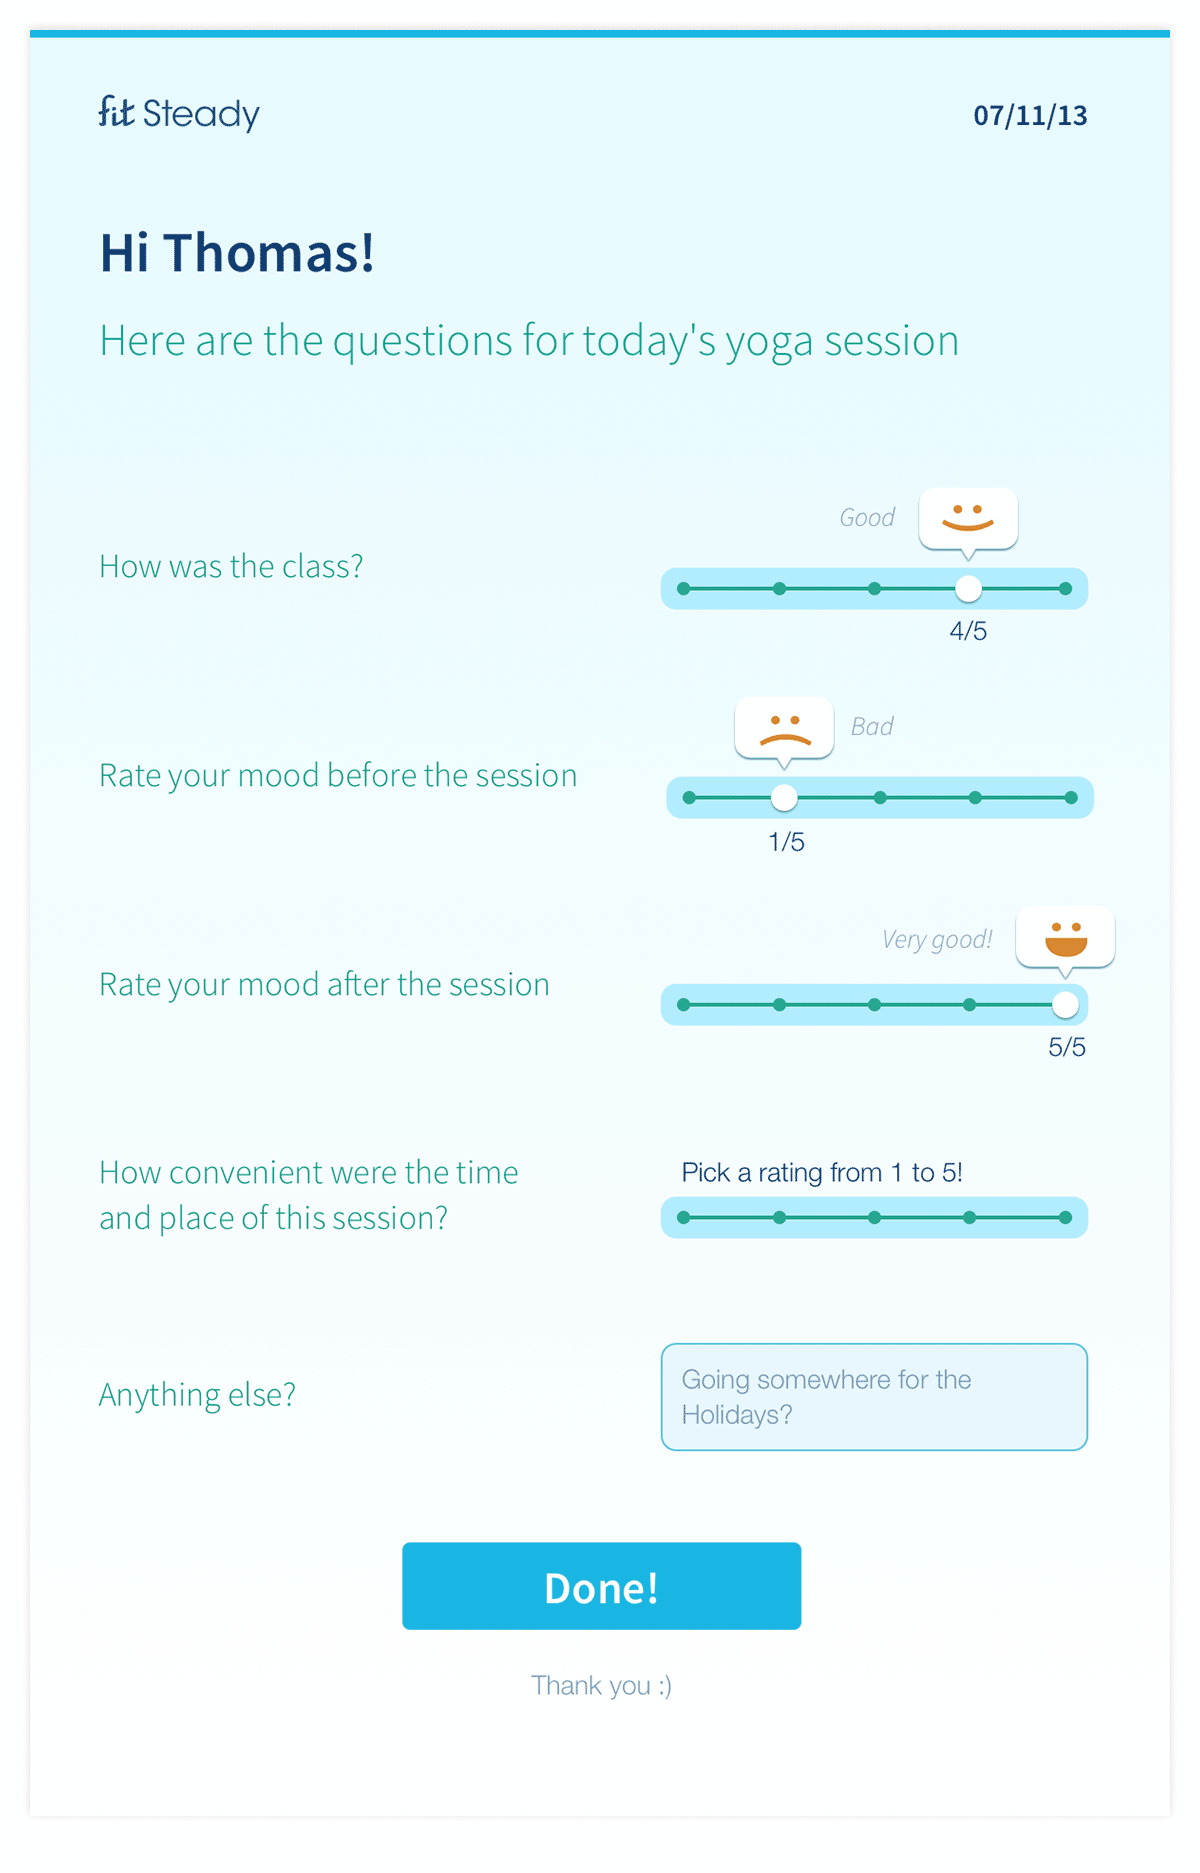 fit Steady
07/11/13
Hi Thomas!
Here are the questions for today's yoga session
Good
How was the class?
4/5
Bad
Rate your mood before the session
1/5
Very good!
Rate your mood after the session
5/5
How convenient were the time
and place of this session?
Pick a rating from 1 to 5!
Anything else?
Going somewhere for the
Holidays?
Done!
Thank you :)